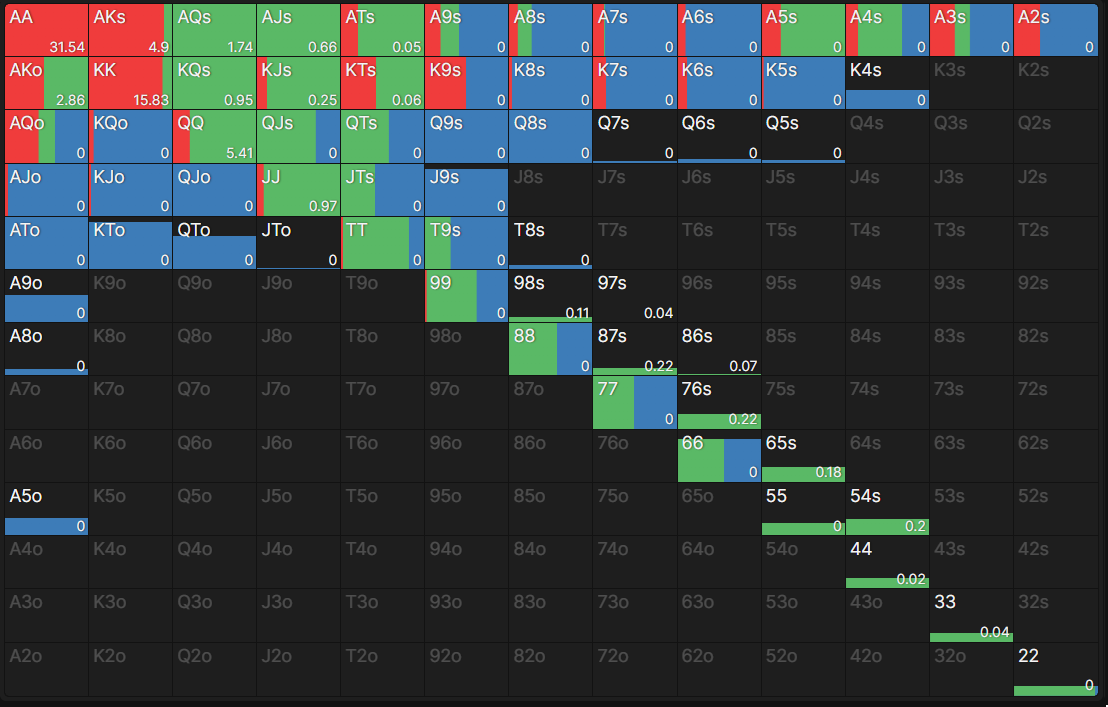 AA AKs AQs AJs ATs A9s A8s A7s A6s A5s A4s A3s A2s
31.54 4.9 1.74 0.66 0.05 0 0 0 0 0 0 0 0
AKo KK KQs KJs KTs K9s K8s K7s K6s K5s K4s K3s K2s
2.86 15.83 0.95 0.25 0.06 0 0 0 0 0 0
AQo KQo QQ QJs QTs Q9s Q8s Q7s Q6s Q5s Q4s Q3s Q2s
0 0 5.41 0 0 0 0 0 0 0
AJo KJo QJo JJ JTs J9s J8s J7s J6s J5s J4s J3s J2s
0 0 0 0.97 0 0
ATo KTo QTo JTo TT T9s T8s T7s T6s T5s T4s T3s T2s
0 0 0 0 0 0 0
A9o K9o Q9o J9o T9o 99 98s 97s 96s 95s 94s 93s 92s
0 0 0.11 0.04
A8o K8o Q8o J8o T8o 98o 88 87s 86s 85s 84s 83s 82s
0 0 0.22 0.07
A7o K7o Q7o J7o T7o 97o 87o 77 76s 75s 74s 73s 72s
0 0.22
A6o K6o Q6o J6o T6o 96o 86o 76o 66 65s 64s 63s 62s
0 0.18
A5o K5o Q5o J5o T5o 95o 85o 75o 65o 55 54s 53s 52s
0 0 0.2
A4o K4o Q4o J4o T4o 94o 84o 74o 64o 54o 44 43s 42s
0.02
A3o K3o Q3o J3o T3o 93o 83o 73o 63o 53o 43o 33 32s
0.04
A2o K2o Q2o J2o T2o 92o 82o 72o 62o 52o 42o 32o 22
0